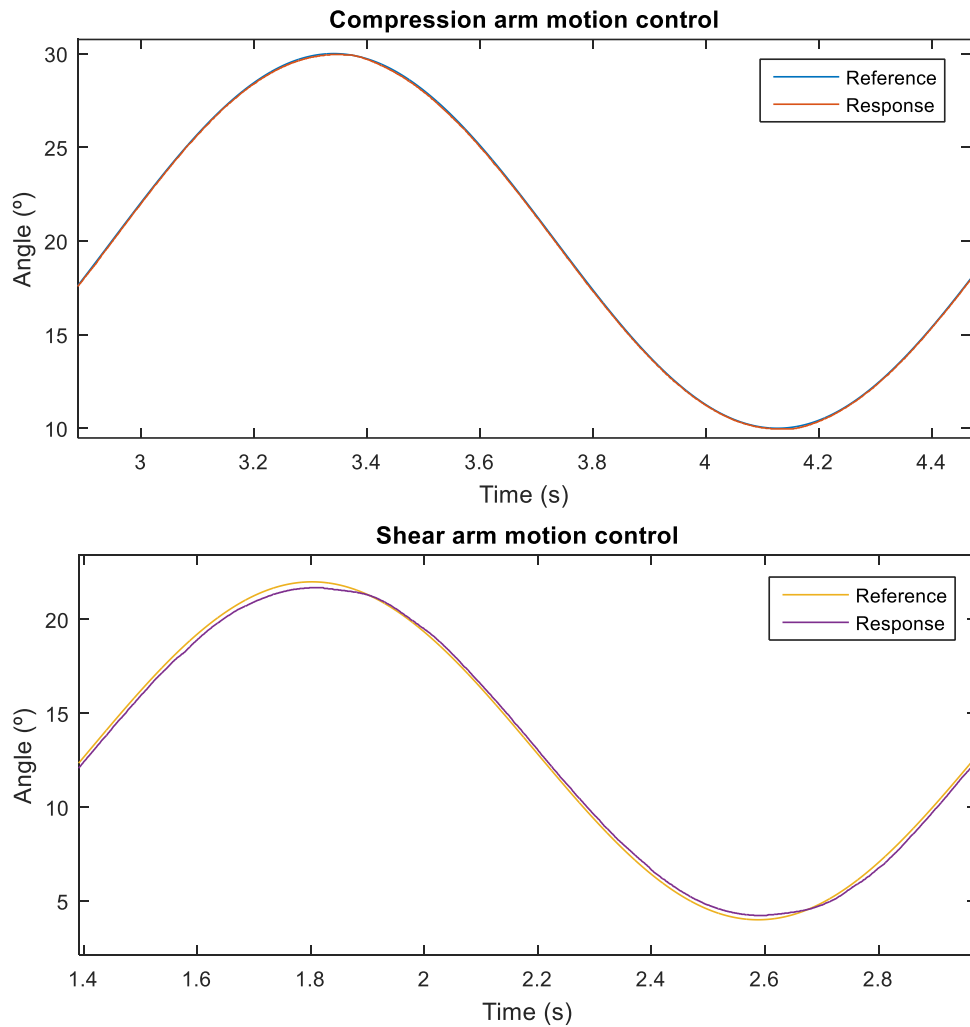 Compression arm motion control
30
25
20
15
10
Angle (º)
Reference
Response
3 3.2 3.4 3.6 3.8 4 4.2 4.4
Time (s)
Shear arm motion control
20
15
10
5
Angle (º)
Reference
Response
1.4 1.6 1.8 2 2.2 2.4 2.6 2.8
Time (s)